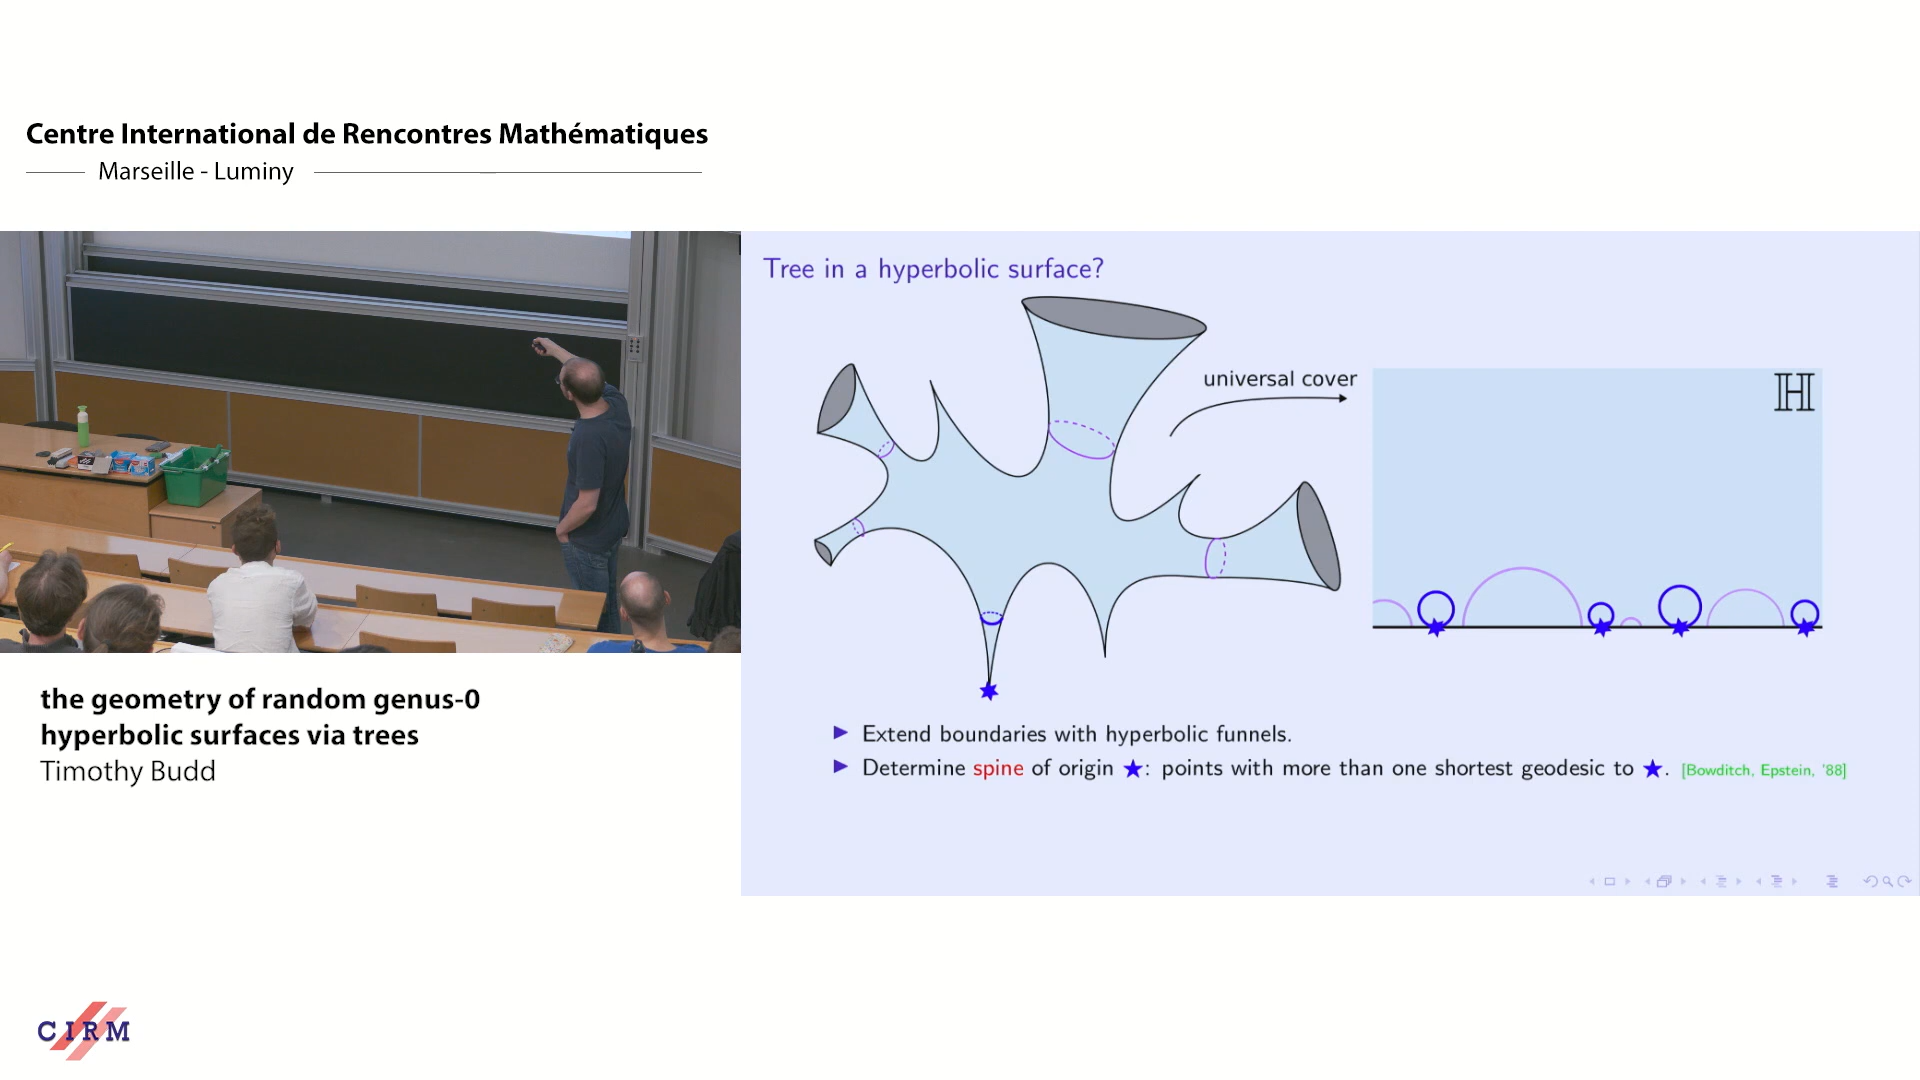 Centre International de Rencontres Mathématiques
Marseille - Luminy
Tree in a hyperbolic surface?
universal cover
ℍ
Extend boundaries with hyperbolic funnels.
Determine spine of origin ★: points with more than one shortest geodesic to ★. [Bowditch, Epstein, '88]
the geometry of random genus-0
hyperbolic surfaces via trees
Timothy Budd
CIRM